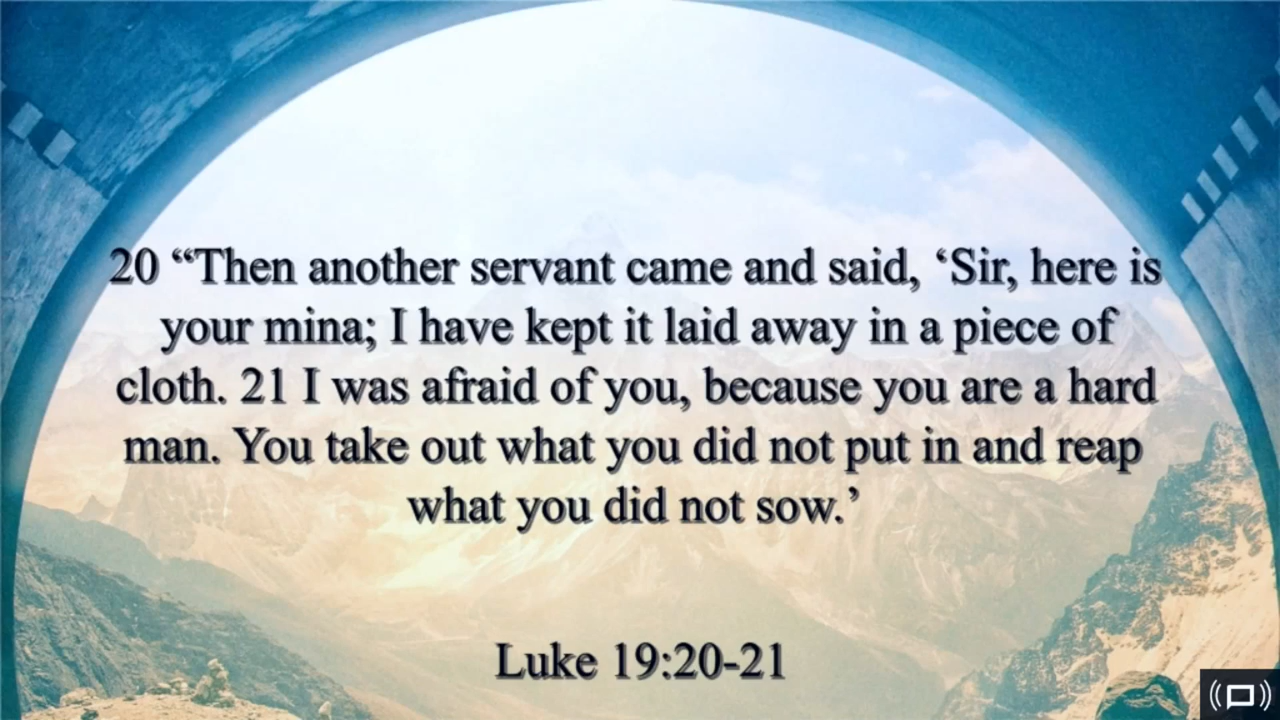 20 “Then another servant came and said, ‘Sir, here is
your mina; I have kept it laid away in a piece of
cloth. 21 I was afraid of you, because you are a hard
man. You take out what you did not put in and reap
what you did not sow.’
Luke 19:20-21